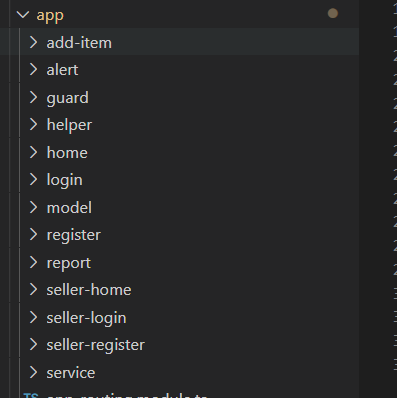 app
add-item
alert
guard
helper
home
login
model
register
report
seller-home
seller-login
seller-register
service